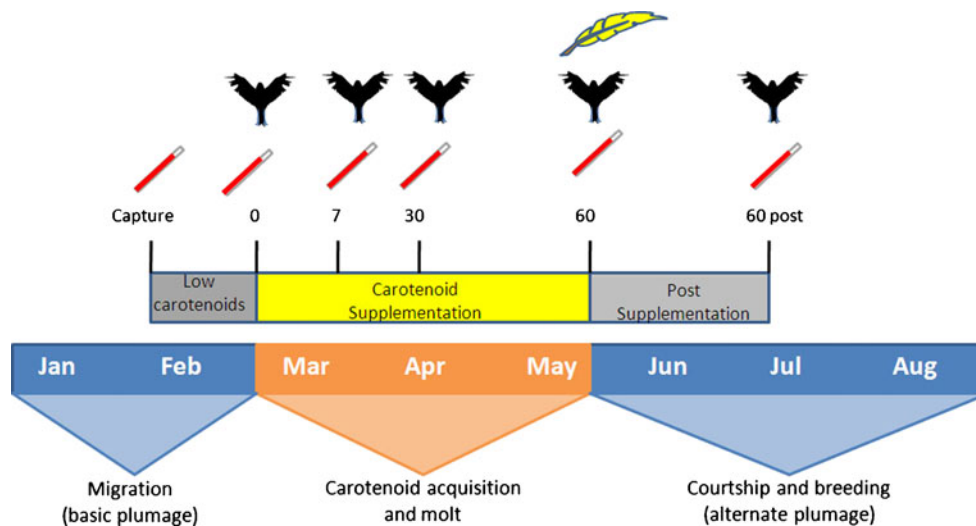 Capture 0 7 30 60 60 post
Low
carotenoids
Carotenoid
Supplementation
Post
Supplementation
Jan Feb Mar Apr May Jun Jul Aug
Migration
(basic plumage)
Carotenoid acquisition
and molt
Courtship and breeding
(alternate plumage)